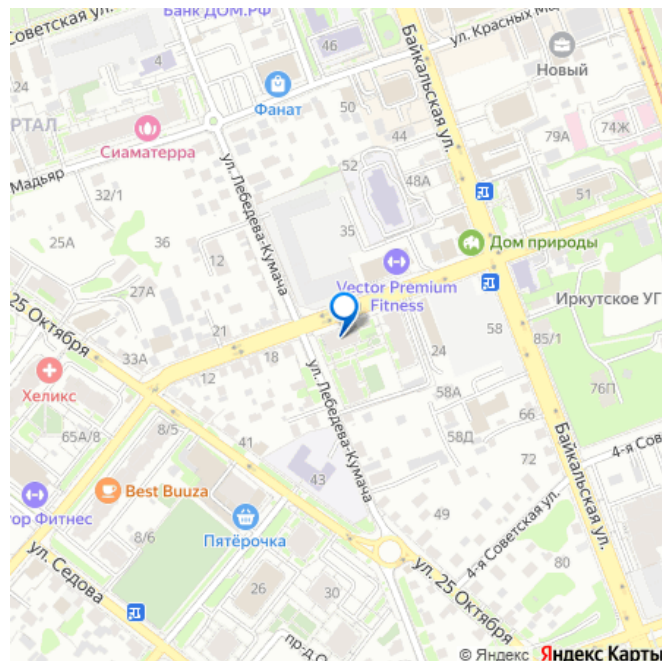 Советская ул.
Банк ДОМ.РФ
46
ул. Красных Мад
Байкальская ул.
Новый
4
24
Фанат
50
44
79А
74Ж
РТАЛ
Сиаматерра
Мадьяр
32/1
ул. Лебедева-Кумача
52
48А
51
25А
36
12
35
Дом природы
Vector Premium
Fitness
27А
ул. 25 Октября
21
33А
18
12
24
58
Иркутское УГ
85/1
Хеликс
58А
76П
65А/8
8/5
41
ул. Лебедева-Кумача
58Д
66
Байкальская ул.
43
72
4-я Сов
Best Buuza
ор Фитнес
49
4-я Советская ул.
8/6
Пятёрочка
ул. Седова
26
30
ул. 25 Октября
80
пр-д О
© Яндекс Яндекс Карты